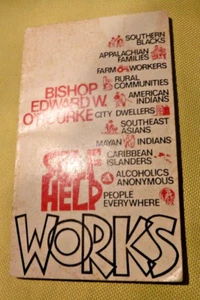 SOUTHERN
BLACKS
APPALACHIAN
FAMILIES
FARM WORKERS
RURAL
COMMUNITIES
BISHOP
EDWARD W.
O'ROURKE
AMERICAN
INDIANS
CITY DWELLERS
SOUTHEAST
ASIANS
MAYAN INDIANS
CARIBBEAN
ISLANDERS
ALCOHOLICS
ANONYMOUS
PEOPLE
EVERYWHERE
SELF
HELP
WORKS